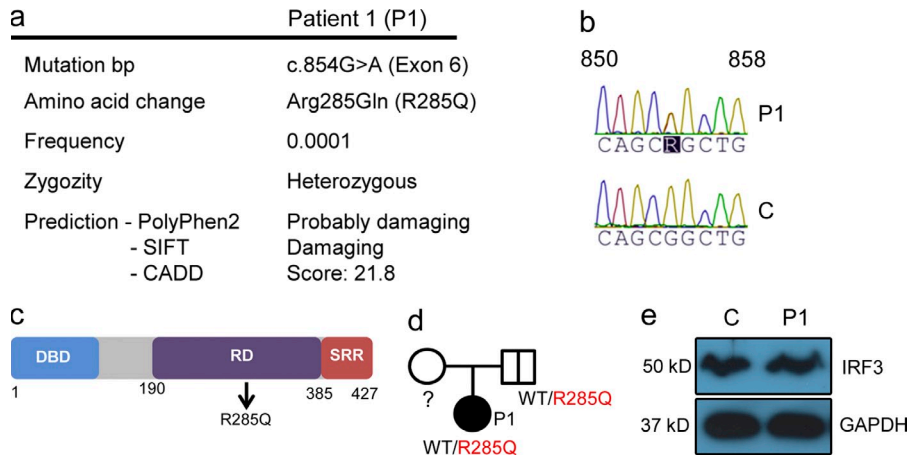 a
Patient 1 (P1)
Mutation bp c.854G>A (Exon 6)
Amino acid change Arg285Gln (R285Q)
Frequency 0.0001
Zygozity Heterozygous
Prediction - PolyPhen2 Probably damaging
- SIFT Damaging
- CADD Score: 21.8
b
850 858
P1
CAGCRGCTG
C
CAGCGGCTG
c
DBD RD SRR
1 190 385 427
R285Q
d
?
P1
WT/R285Q
WT/R285Q
e
C P1
50 kD IRF3
37 kD GAPDH